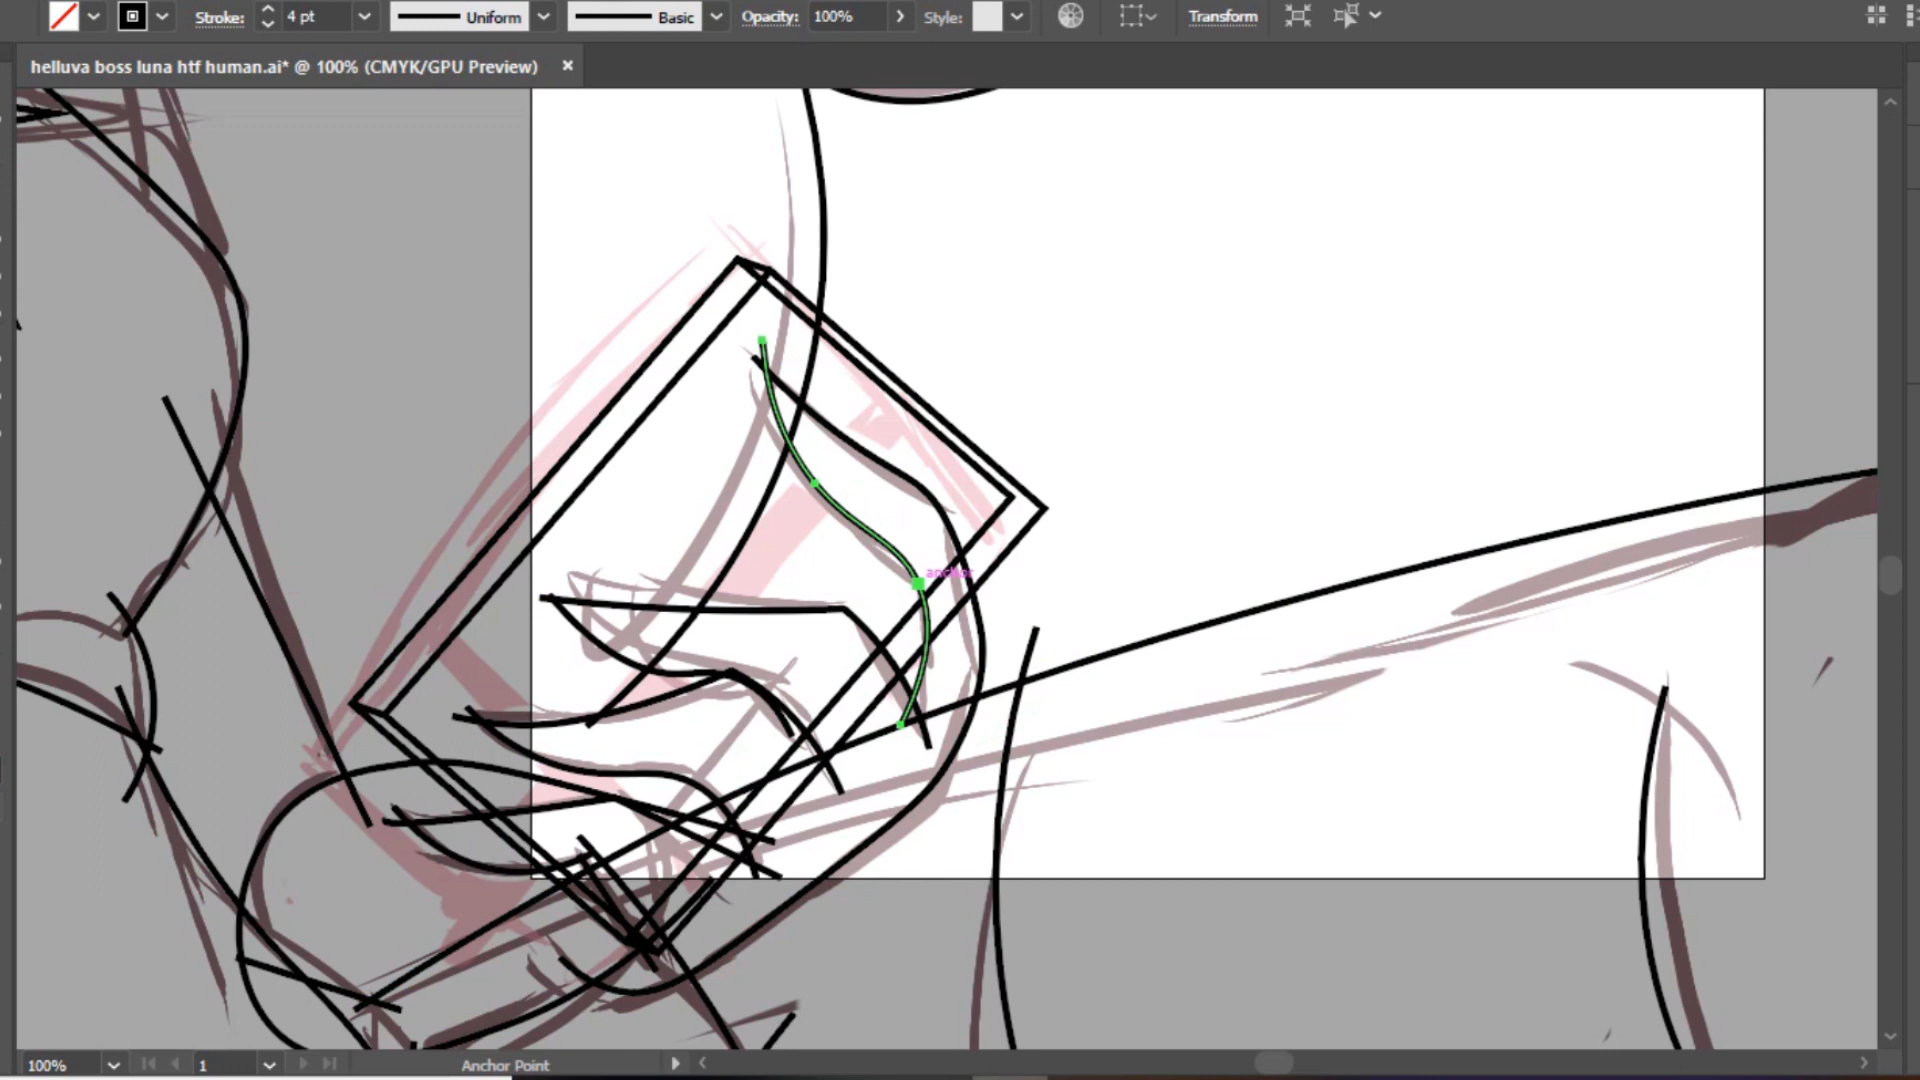 Stroke: 4 pt Uniform Basic Opacity: 100% Style: Transform
helluva boss luna htf human.ai* @ 100% (CMYK/GPU Preview) ×
anchor
100% 1 Anchor Point